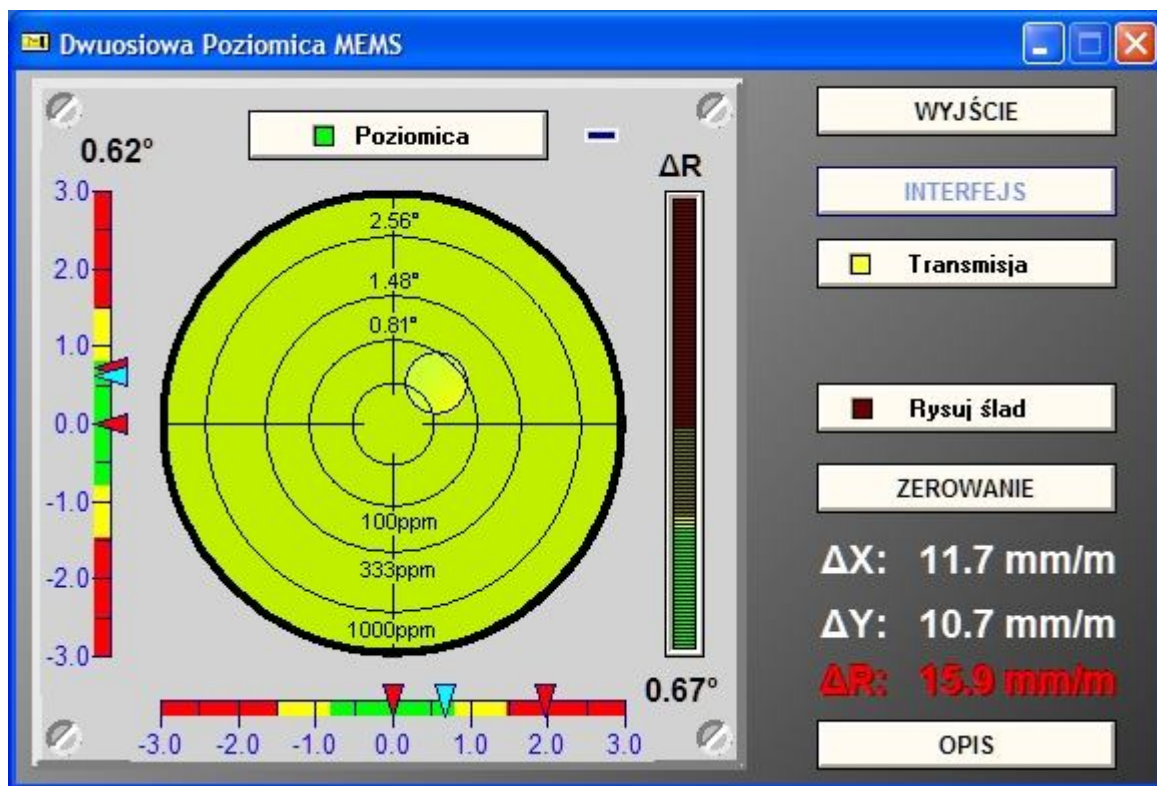 Dwuosiowa Poziomica MEMS
Poziomica
0.62°
ΔR
3.0
2.0
1.0
0.0
-1.0
-2.0
-3.0
2.56°
1.48°
0.81°
100ppm
333ppm
1000ppm
0.67°
-3.0 -2.0 -1.0 0.0 1.0 2.0 3.0
WYJŚCIE
INTERFEJS
Transmisja
Rysuj ślad
ZEROWANIE
ΔX: 11.7 mm/m
ΔY: 10.7 mm/m
ΔR: 15.9 mm/m
OPIS